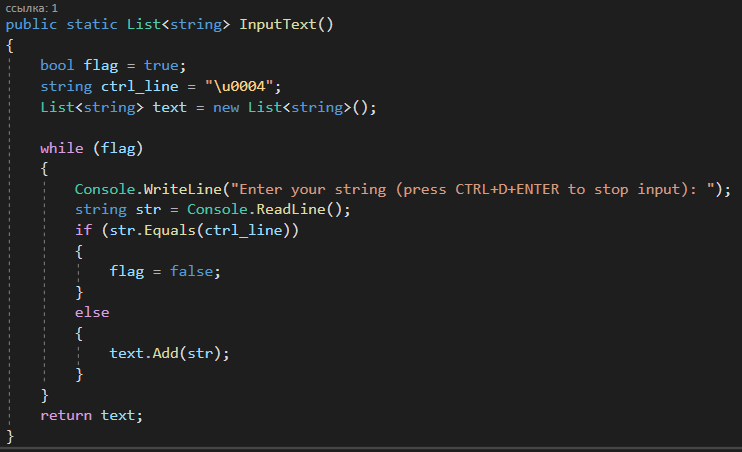 ссылка: 1
public static List<string> InputText()
{
    bool flag = true;
    string ctrl_line = "\u0004";
    List<string> text = new List<string>();

    while (flag)
    {
        Console.WriteLine("Enter your string (press CTRL+D+ENTER to stop input): ");
        string str = Console.ReadLine();
        if (str.Equals(ctrl_line))
        {
            flag = false;
        }
        else
        {
            text.Add(str);
        }
    }
    return text;
}